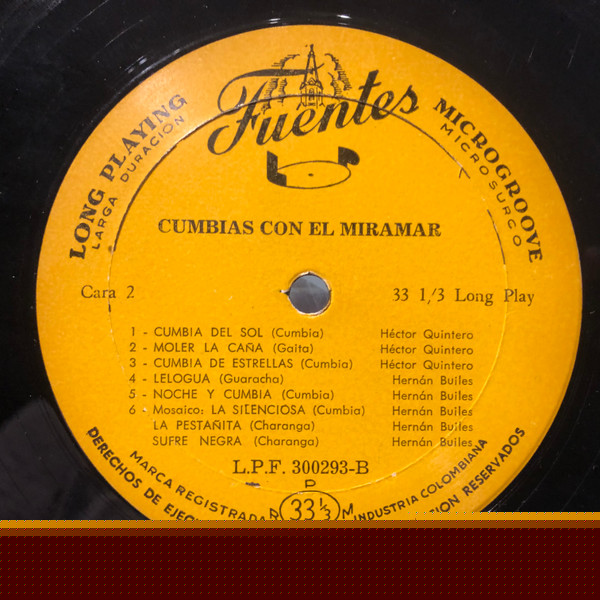 Fuentes
LP
LONG PLAYING
LARGA DURACIÓN
MICROGROOVE
MICROSURCO
CUMBIAS CON EL MIRAMAR
Cara 2
33 1/3 Long Play
1 - CUMBIA DEL SOL (Cumbia) Héctor Quintero
2 - MOLER LA CAÑA (Gaita) Héctor Quintero
3 - CUMBIA DE ESTRELLAS (Cumbia) Héctor Quintero
4 - LELOGUA (Guaracha) Hernán Builes
5 - NOCHE Y CUMBIA (Cumbia) Hernán Builes
6 - Mosaico: LA SILENCIOSA (Cumbia) Hernán Builes
LA PESTAÑITA (Charanga) Hernán Builes
SUFRE NEGRA (Charanga) Hernán Builes
L.P.F. 300293-B
MARCA REGISTRADA
R P M
33 1/3
INDUSTRIA COLOMBIANA
DERECHOS DE
RESERVADOS